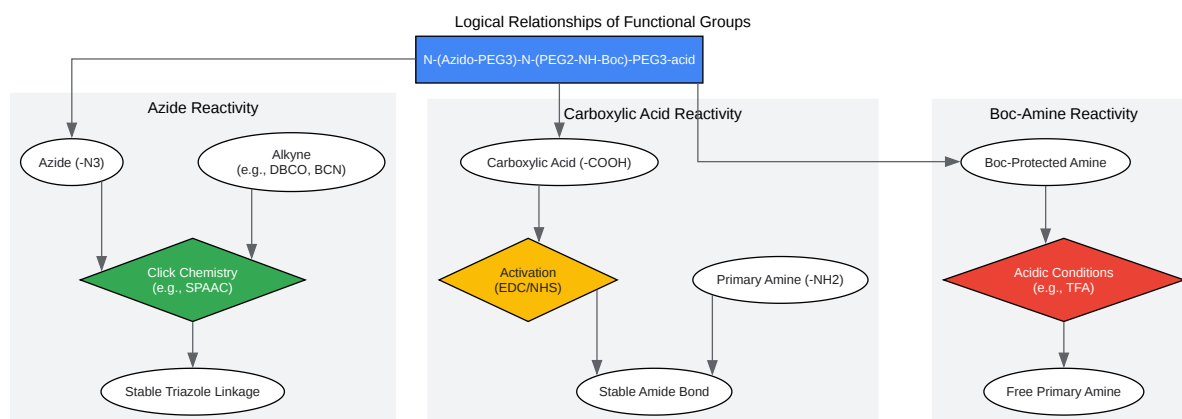 Logical Relationships of Functional Groups
N-(Azido-PEG3)-N-(PEG2-NH-Boc)-PEG3-acid
Azide Reactivity
Azide (-N3)
Alkyne
(e.g., DBCO, BCN)
Click Chemistry
(e.g., SPAAC)
Stable Triazole Linkage
Carboxylic Acid Reactivity
Carboxylic Acid (-COOH)
Activation
(EDC/NHS)
Primary Amine (-NH2)
Stable Amide Bond
Boc-Amine Reactivity
Boc-Protected Amine
Acidic Conditions
(e.g., TFA)
Free Primary Amine